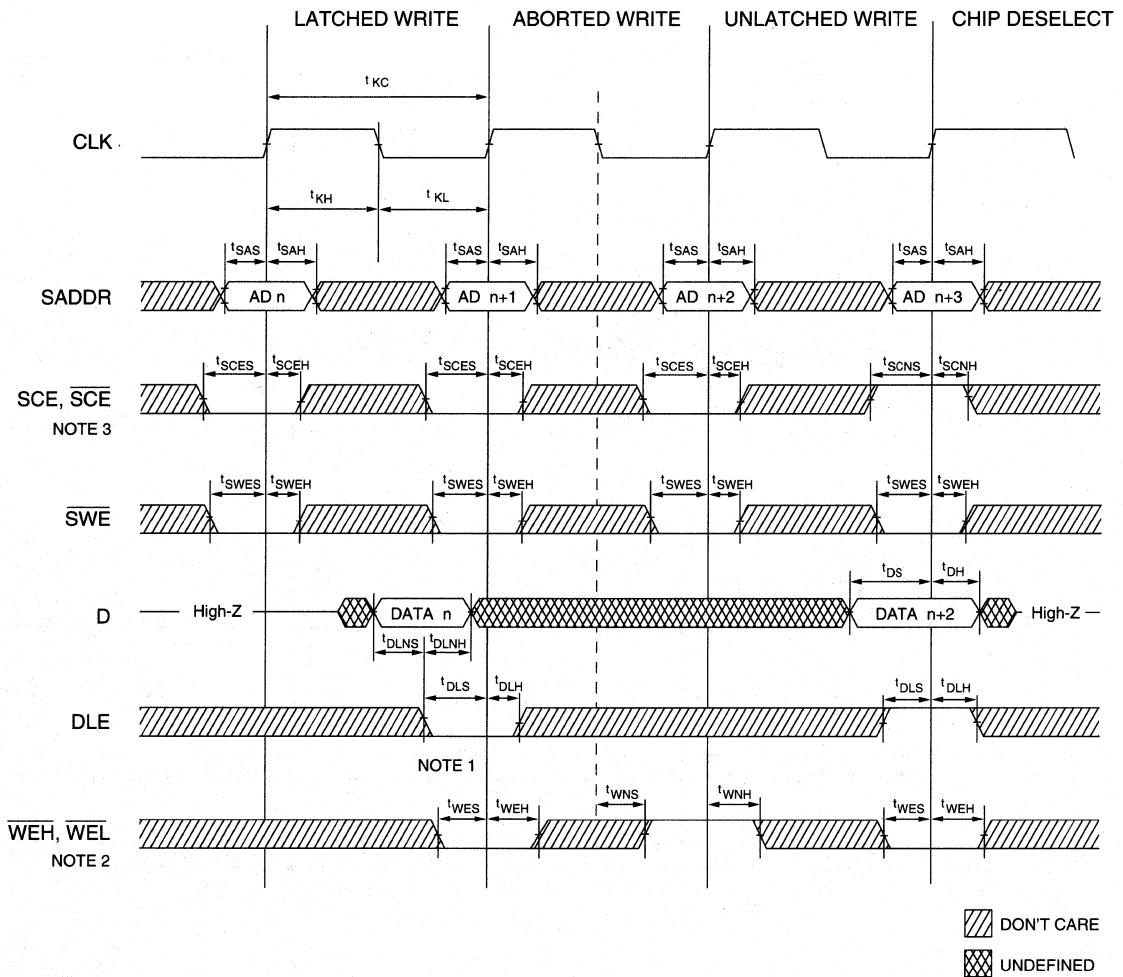 LATCHED WRITE ABORTED WRITE UNLATCHED WRITE CHIP DESELECT
t KC
CLK
t KH t KL
tSAS tSAH tSAS tSAH tSAS tSAH tSAS tSAH
SADDR AD n AD n+1 AD n+2 AD n+3
tSCES tSCEH tSCES tSCEH tSCES tSCEH tSCNS tSCNH
SCE, SCE
NOTE 3
tSWES tSWEH tSWES tSWEH tSWES tSWEH tSWES tSWEH
SWE
tDS tDH
D High-Z DATA n DATA n+2 High-Z
tDLNS tDLNH
tDLS tDLH tDLS tDLH
DLE
NOTE 1
tWES tWEH tWNS tWNH tWES tWEH
WEH, WEL
NOTE 2
DON'T CARE
UNDEFINED